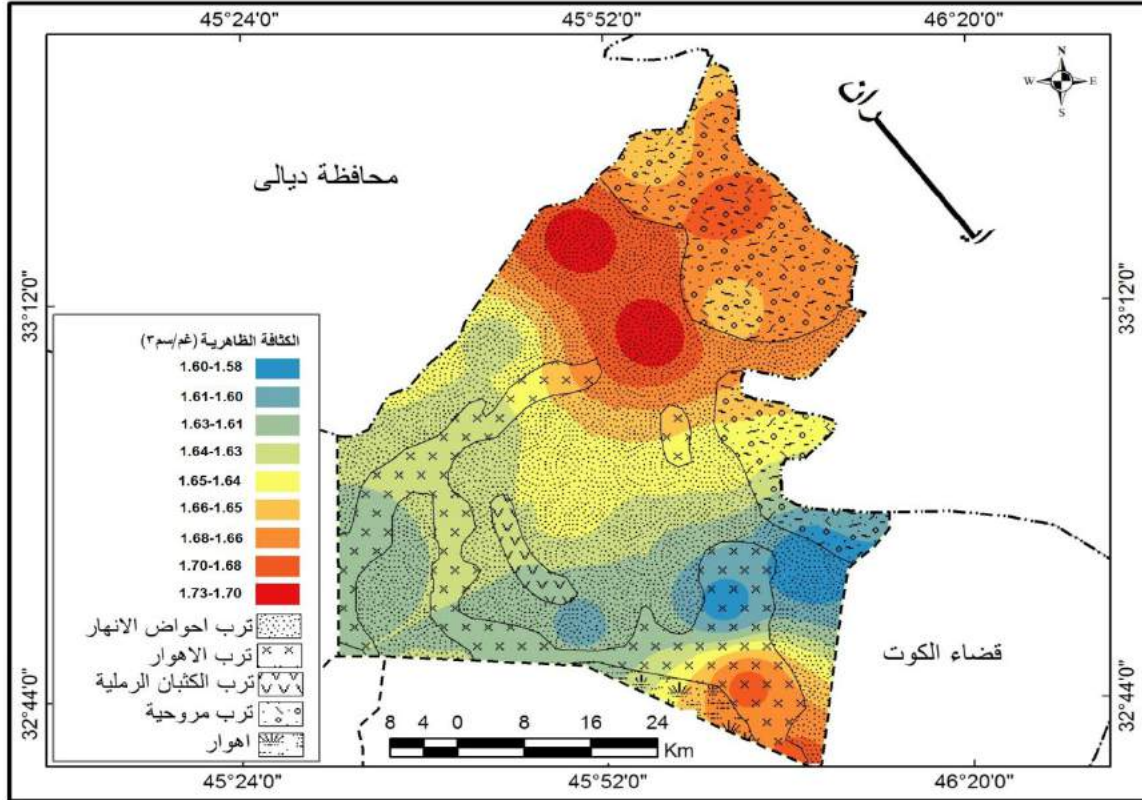 45°24'0" 45°52'0" 46°20'0"
N
W E
S
محافظة ديالى
33°12'0" 33°12'0"
الكثافة الظاهرية (غم/سم٣)
1.60-1.58
1.61-1.60
1.63-1.61
1.64-1.63
1.65-1.64
1.66-1.65
1.68-1.66
1.70-1.68
1.73-1.70
ترب احواض الانهار
ترب الاهوار
ترب الكثبان الرملية
ترب مروحية
اهوار
قضاء الكوت
32°44'0" 32°44'0"
8 4 0 8 16 24
Km
45°24'0" 45°52'0" 46°20'0"